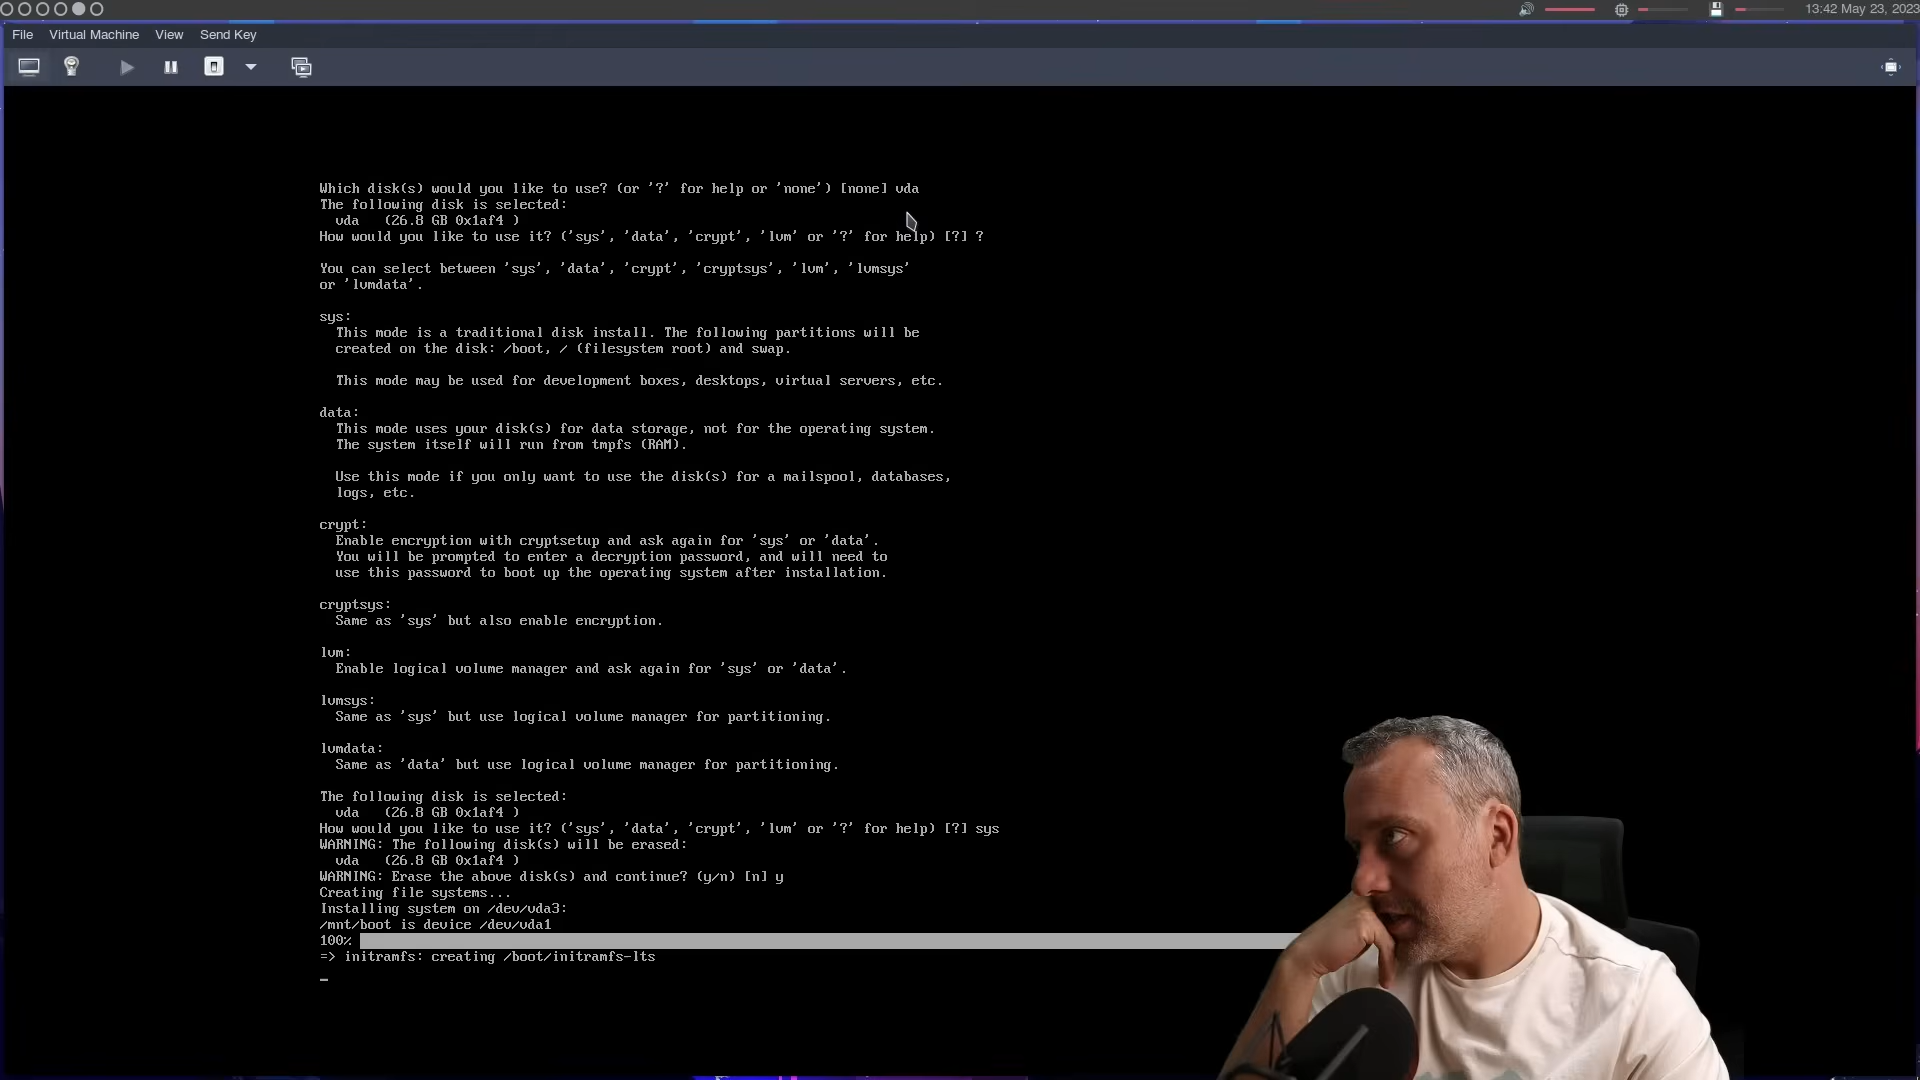 13:42 May 23, 2023
File Virtual Machine View Send Key
Which disk(s) would you like to use? (or '?' for help or 'none') [none] vda
The following disk is selected:
vda (26.8 GB 0x1af4 )
How would you like to use it? ('sys', 'data', 'crypt', 'lvm' or '?' for help) [?] ?
You can select between 'sys', 'data', 'crypt', 'cryptsys', 'lvm', 'lvmsys'
or 'lvmdata'.
sys:
This mode is a traditional disk install. The following partitions will be
created on the disk: /boot, / (filesystem root) and swap.
This mode may be used for development boxes, desktops, virtual servers, etc.
data:
This mode uses your disk(s) for data storage, not for the operating system.
The system itself will run from tmpfs (RAM).
Use this mode if you only want to use the disk(s) for a mailspool, databases,
logs, etc.
crypt:
Enable encryption with cryptsetup and ask again for 'sys' or 'data'.
You will be prompted to enter a decryption password, and will need to
use this password to boot up the operating system after installation.
cryptsys:
Same as 'sys' but also enable encryption.
lvm:
Enable logical volume manager and ask again for 'sys' or 'data'.
lvmsys:
Same as 'sys' but use logical volume manager for partitioning.
lvmdata:
Same as 'data' but use logical volume manager for partitioning.
The following disk is selected:
vda (26.8 GB 0x1af4 )
How would you like to use it? ('sys', 'data', 'crypt', 'lvm' or '?' for help) [?] sys
WARNING: The following disk(s) will be erased:
vda (26.8 GB 0x1af4 )
WARNING: Erase the above disk(s) and continue? (y/n) [n] y
Creating file systems...
Installing system on /dev/vda3:
/mnt/boot is device /dev/vda1
100%
=> initramfs: creating /boot/initramfs-lts
_